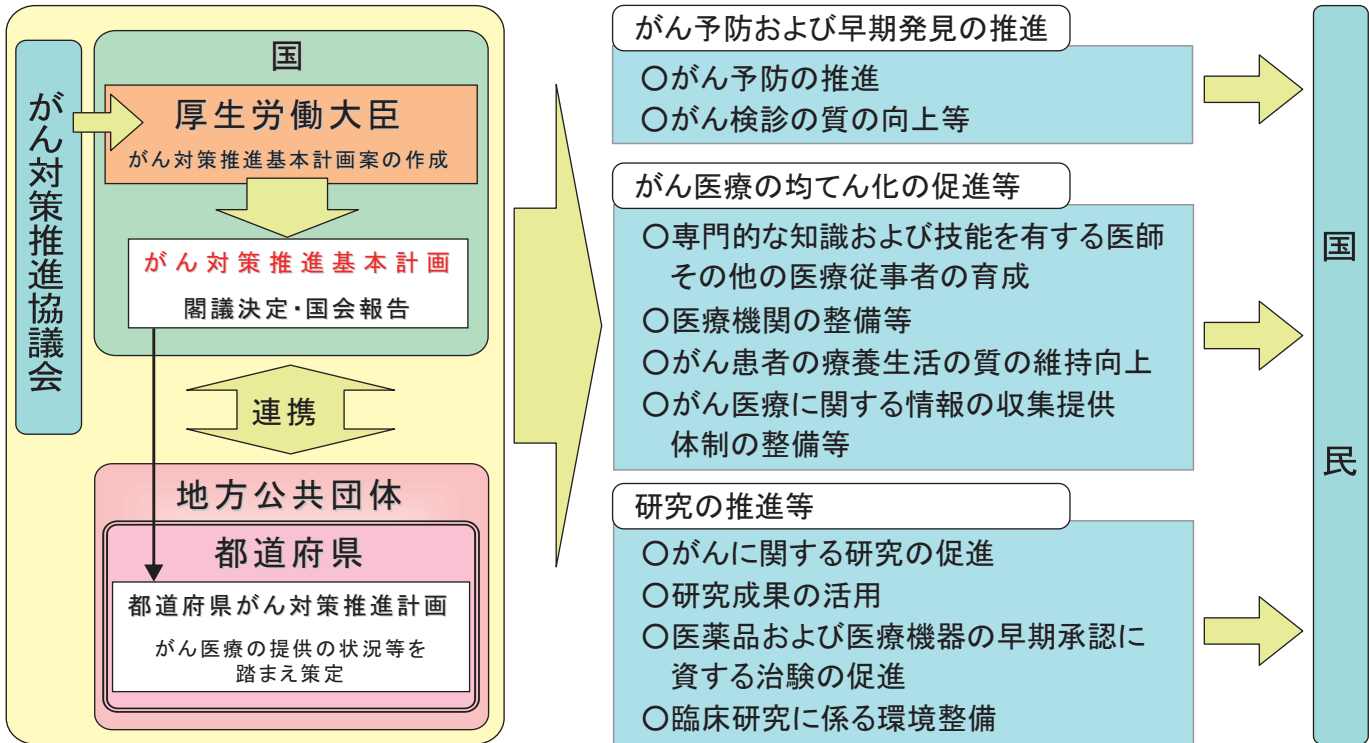 がん対策推進協議会
国
厚生労働大臣
がん対策推進基本計画案の作成
がん対策推進基本計画
閣議決定・国会報告
連携
地方公共団体
都道府県
都道府県がん対策推進計画
がん医療の提供の状況等を
踏まえ策定
がん予防および早期発見の推進
○がん予防の推進
○がん検診の質の向上等
がん医療の均てん化の促進等
○専門的な知識および技能を有する医師
その他の医療従事者の育成
○医療機関の整備等
○がん患者の療養生活の質の維持向上
○がん医療に関する情報の収集提供
体制の整備等
研究の推進等
○がんに関する研究の促進
○研究成果の活用
○医薬品および医療機器の早期承認に
資する治験の促進
○臨床研究に係る環境整備
国民